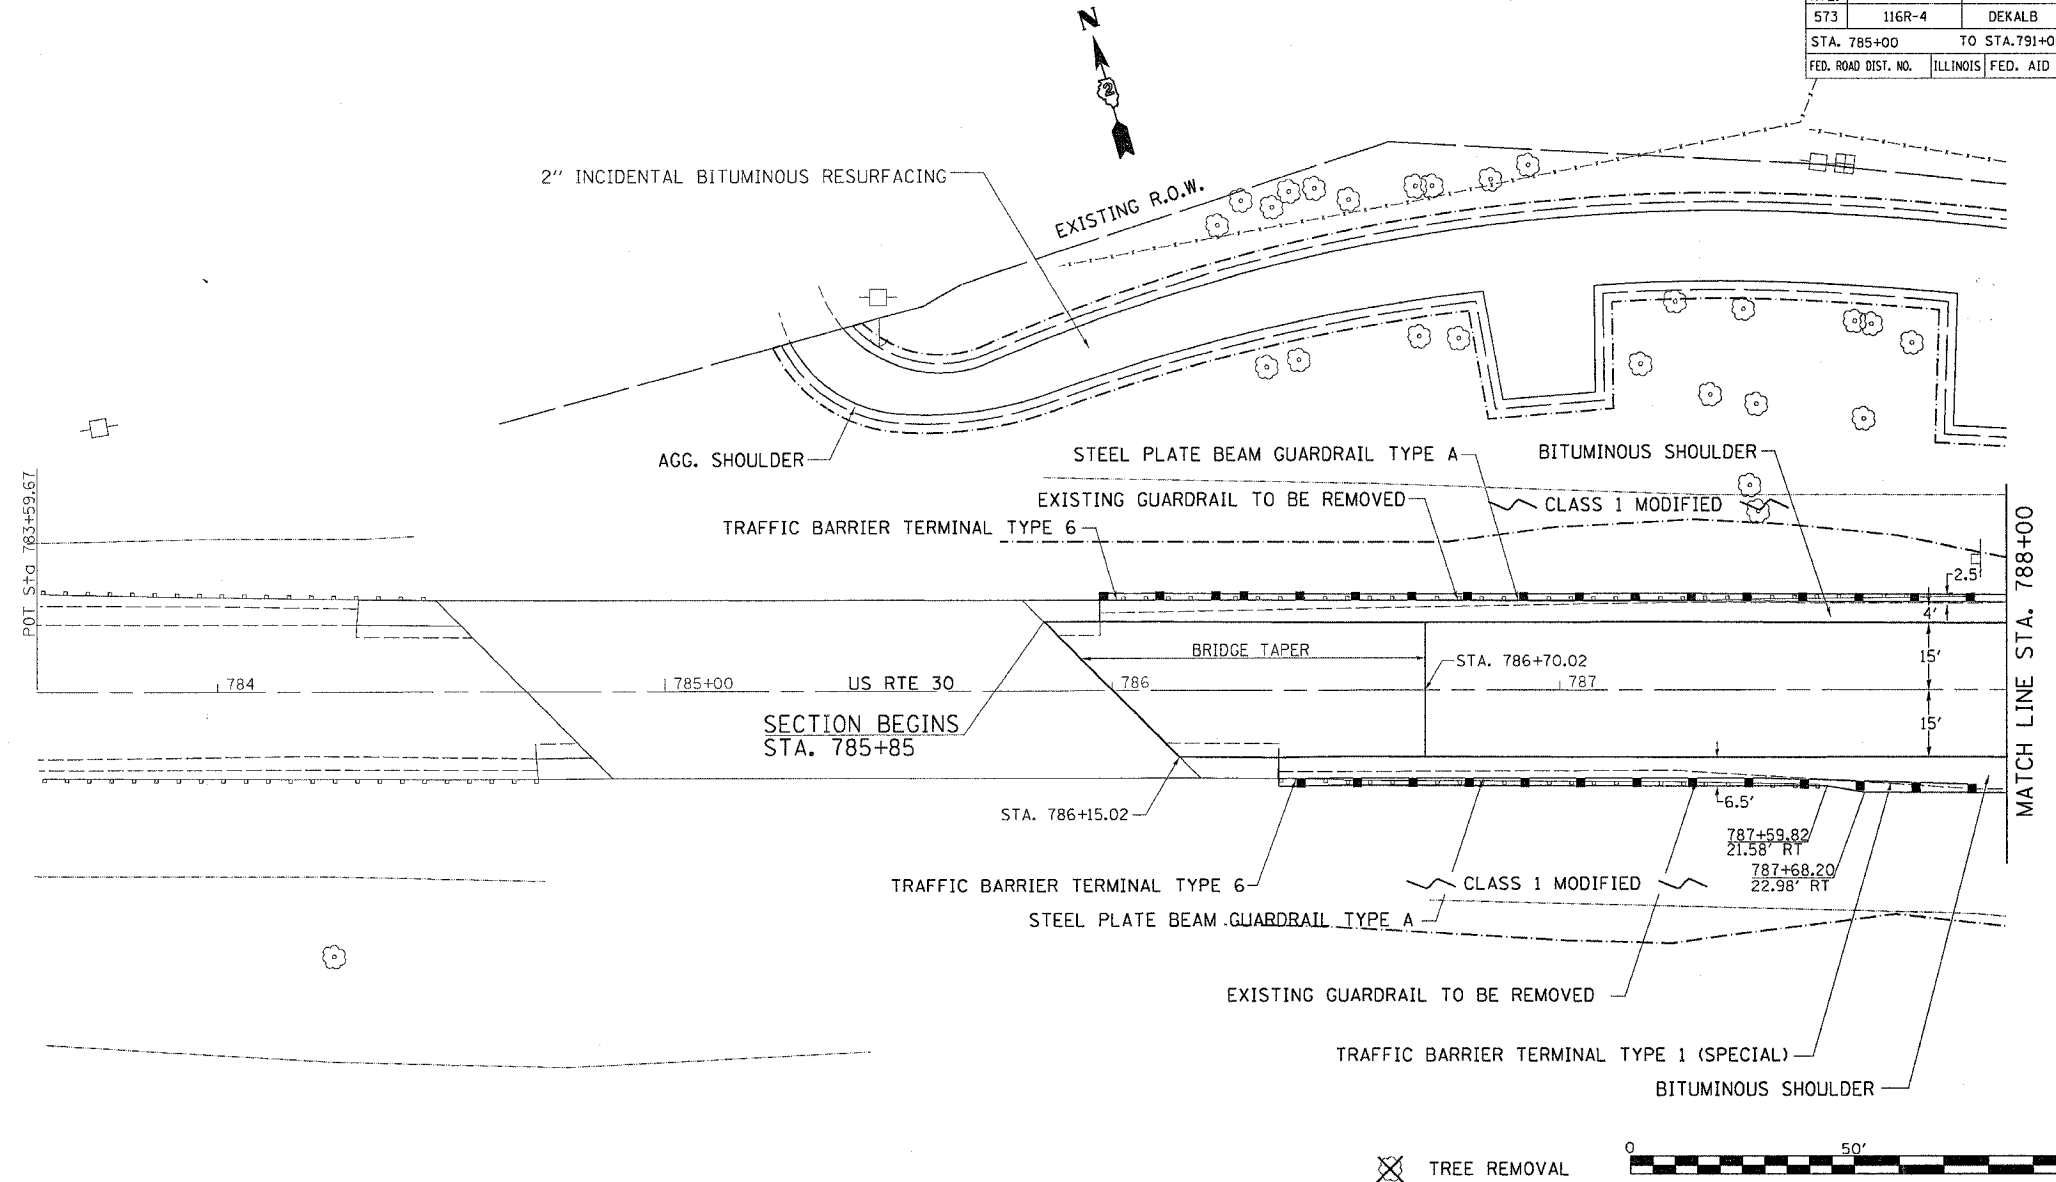 573 116R-4 DEKALB
STA. 785+00 TO STA.791+0
FED. ROAD DIST. NO. ILLINOIS FED. AID
N
2
2" INCIDENTAL BITUMINOUS RESURFACING
EXISTING R.O.W.
AGG. SHOULDER
STEEL PLATE BEAM GUARDRAIL TYPE A
BITUMINOUS SHOULDER
EXISTING GUARDRAIL TO BE REMOVED
CLASS 1 MODIFIED
TRAFFIC BARRIER TERMINAL TYPE 6
POT Sta 783+59.67
MATCH LINE STA. 788+00
2.5'
4'
15'
15'
BRIDGE TAPER
STA. 786+70.02
784
785+00
US RTE 30
786
787
SECTION BEGINS
STA. 785+85
STA. 786+15.02
6.5'
787+59.82
21.58' RT
787+68.20
22.98' RT
TRAFFIC BARRIER TERMINAL TYPE 6
CLASS 1 MODIFIED
STEEL PLATE BEAM GUARDRAIL TYPE A
EXISTING GUARDRAIL TO BE REMOVED
TRAFFIC BARRIER TERMINAL TYPE 1 (SPECIAL)
BITUMINOUS SHOULDER
TREE REMOVAL
0 50'